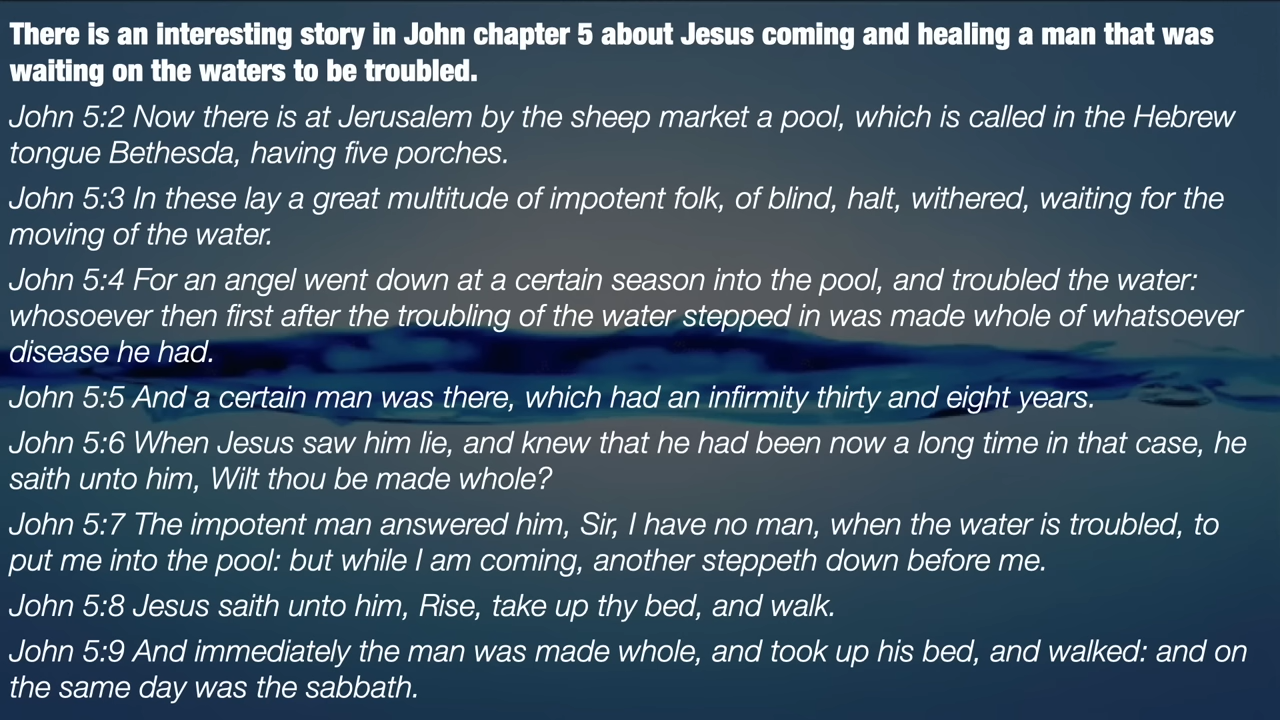 There is an interesting story in John chapter 5 about Jesus coming and healing a man that was
waiting on the waters to be troubled.
John 5:2 Now there is at Jerusalem by the sheep market a pool, which is called in the Hebrew
tongue Bethesda, having five porches.
John 5:3 In these lay a great multitude of impotent folk, of blind, halt, withered, waiting for the
moving of the water.
John 5:4 For an angel went down at a certain season into the pool, and troubled the water:
whosoever then first after the troubling of the water stepped in was made whole of whatsoever
disease he had.
John 5:5 And a certain man was there, which had an infirmity thirty and eight years.
John 5:6 When Jesus saw him lie, and knew that he had been now a long time in that case, he
saith unto him, Wilt thou be made whole?
John 5:7 The impotent man answered him, Sir, I have no man, when the water is troubled, to
put me into the pool: but while I am coming, another steppeth down before me.
John 5:8 Jesus saith unto him, Rise, take up thy bed, and walk.
John 5:9 And immediately the man was made whole, and took up his bed, and walked: and on
the same day was the sabbath.